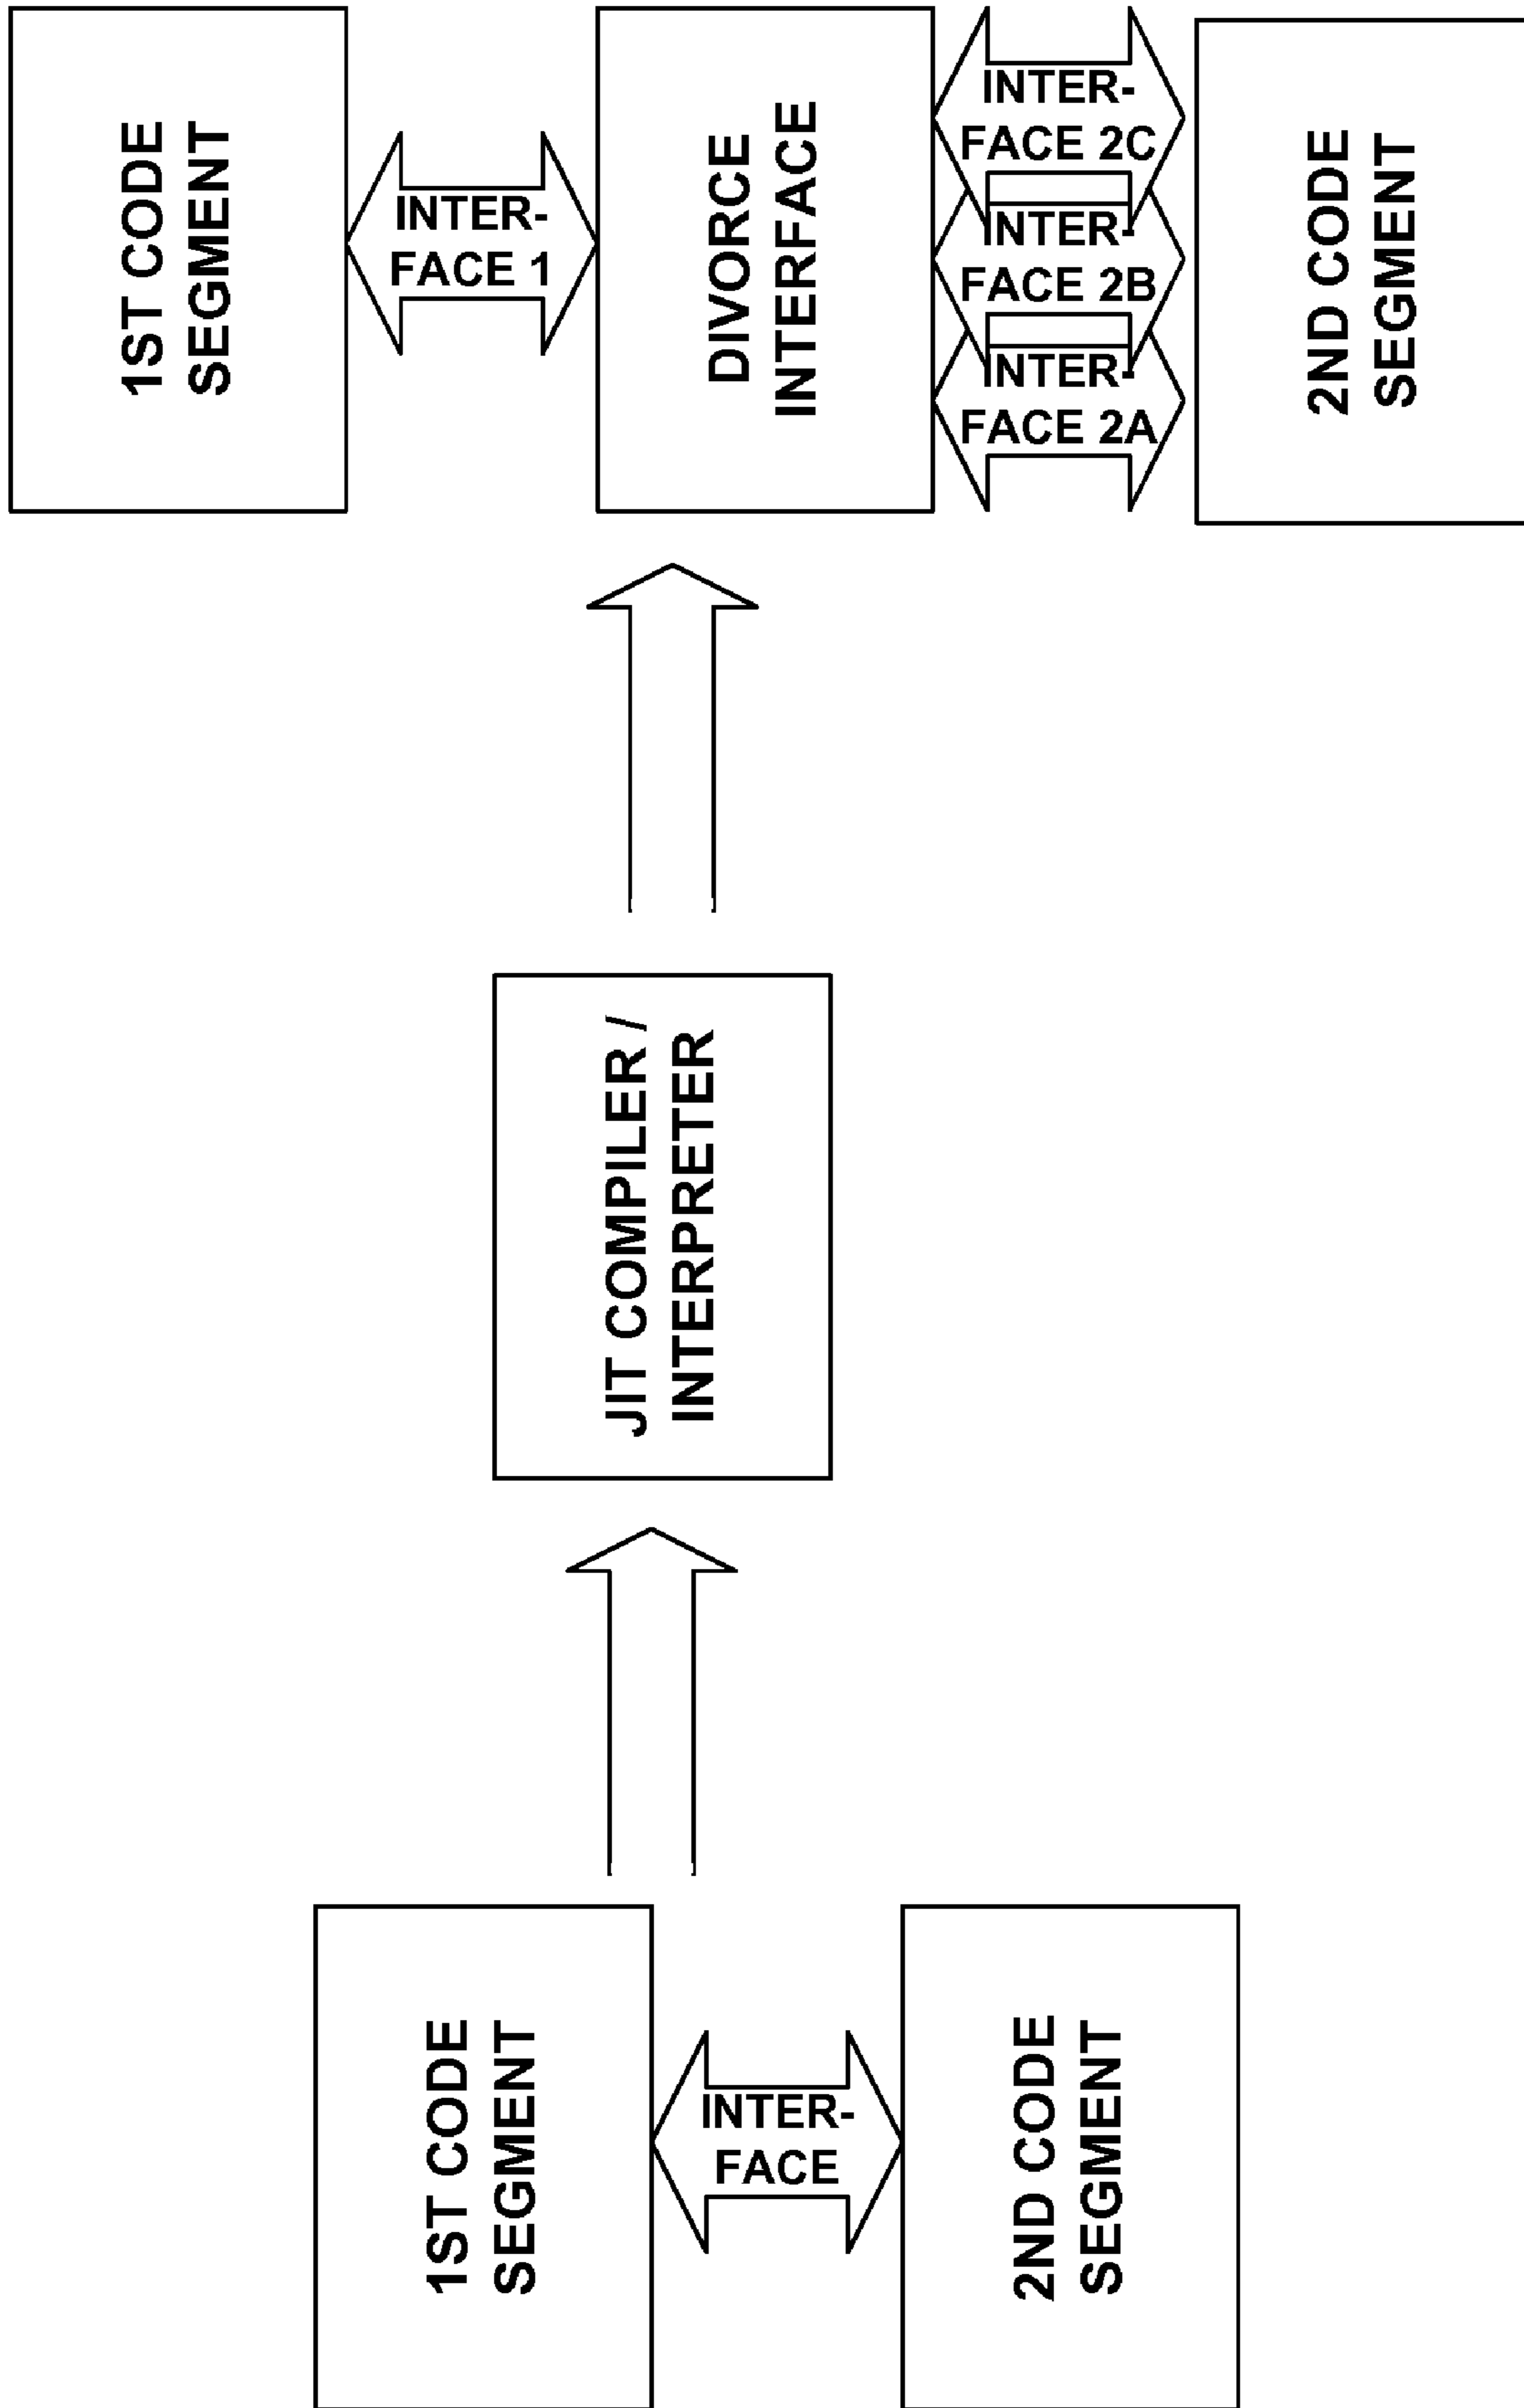 1ST CODE
SEGMENT
INTER-
FACE 1
DIVORCE
INTERFACE
INTER-
FACE 2C
INTER-
FACE 2B
INTER-
FACE 2A
2ND CODE
SEGMENT
JIT COMPILER /
INTERPRETER
1ST CODE
SEGMENT
INTER-
FACE
2ND CODE
SEGMENT